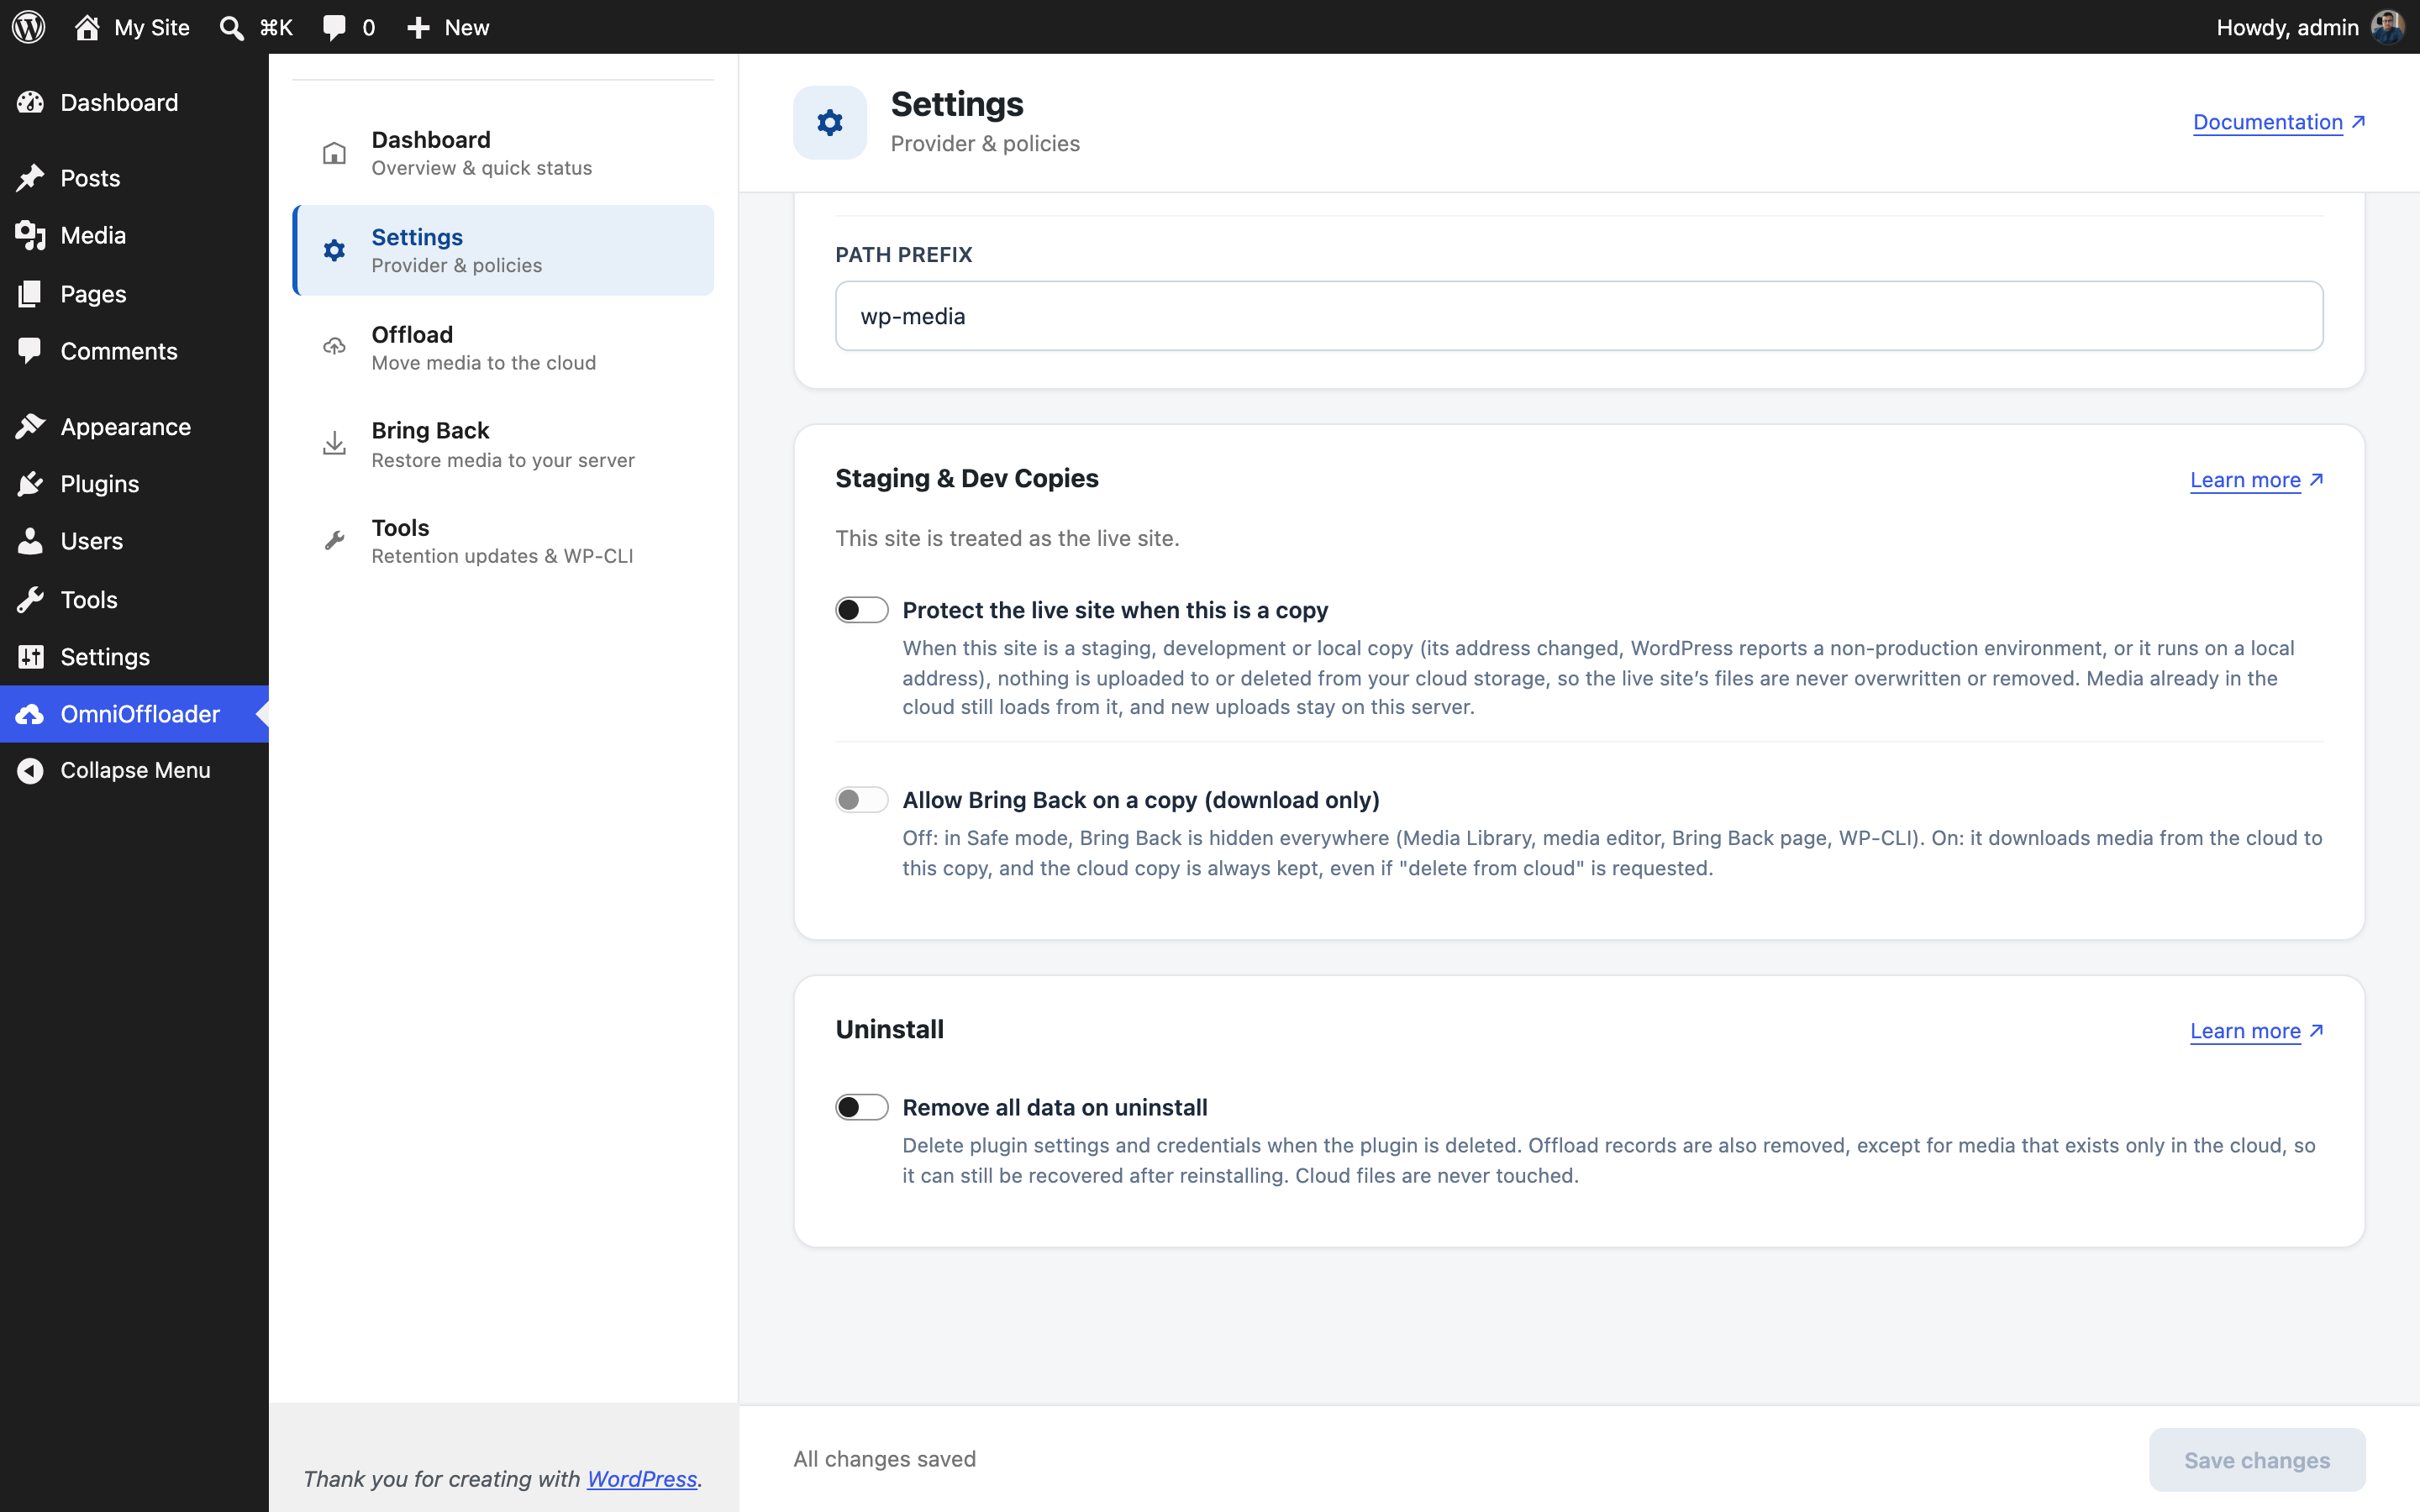 My Site
⌘K
0
New
Howdy, admin
Dashboard
Posts
Media
Pages
Comments
Appearance
Plugins
Users
Tools
Settings
OmniOffloader
Collapse Menu
Dashboard
Overview & quick status
Settings
Provider & policies
Offload
Move media to the cloud
Bring Back
Restore media to your server
Tools
Retention updates & WP-CLI
Thank you for creating with WordPress.
Settings
Provider & policies
Documentation ↗
PATH PREFIX
wp-media
Staging & Dev Copies
Learn more ↗
This site is treated as the live site.
Protect the live site when this is a copy
When this site is a staging, development or local copy (its address changed, WordPress reports a non-production environment, or it runs on a local
address), nothing is uploaded to or deleted from your cloud storage, so the live site’s files are never overwritten or removed. Media already in the
cloud still loads from it, and new uploads stay on this server.
Allow Bring Back on a copy (download only)
Off: in Safe mode, Bring Back is hidden everywhere (Media Library, media editor, Bring Back page, WP-CLI). On: it downloads media from the cloud to
this copy, and the cloud copy is always kept, even if "delete from cloud" is requested.
Uninstall
Learn more ↗
Remove all data on uninstall
Delete plugin settings and credentials when the plugin is deleted. Offload records are also removed, except for media that exists only in the cloud, so
it can still be recovered after reinstalling. Cloud files are never touched.
All changes saved
Save changes